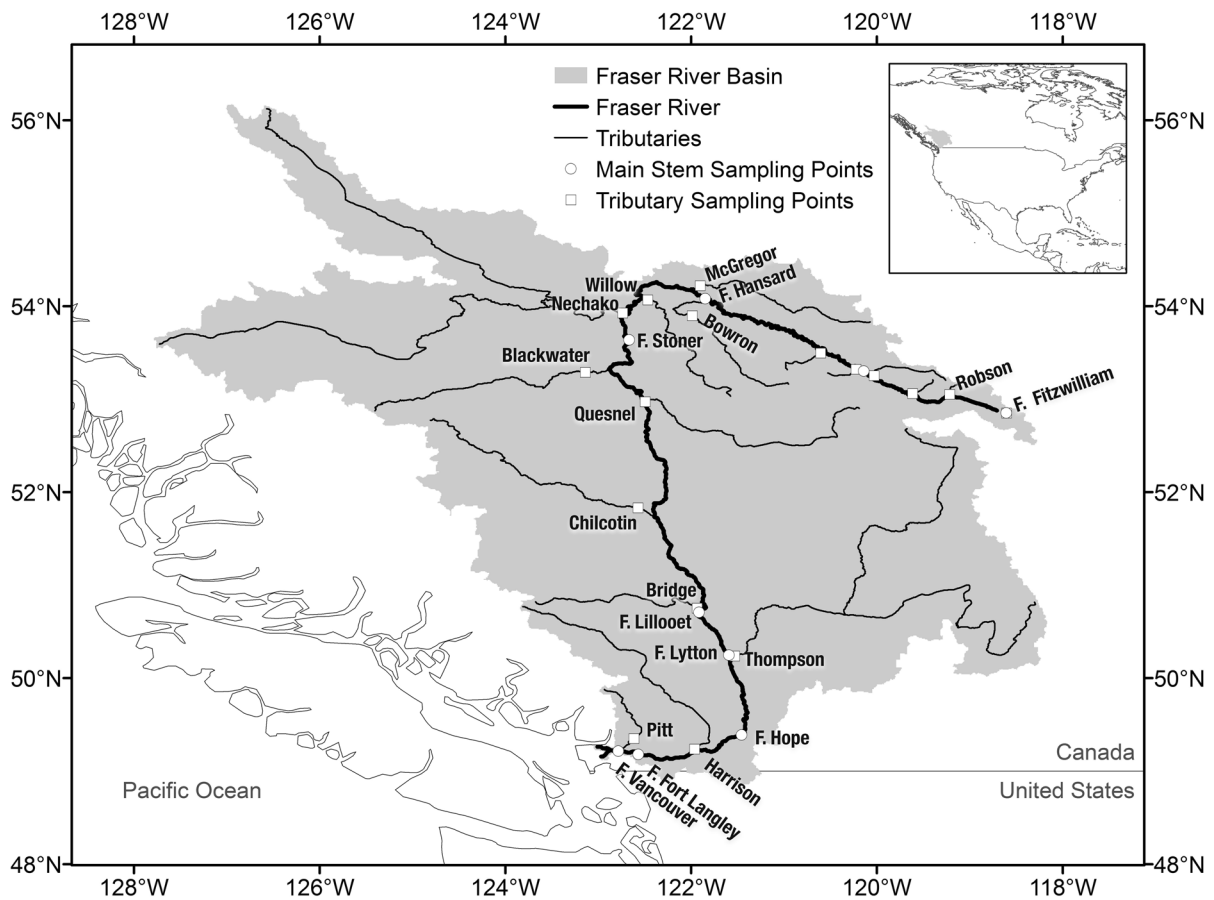 128°W 126°W 124°W 122°W 120°W 118°W
Fraser River Basin
Fraser River
Tributaries
Main Stem Sampling Points
Tributary Sampling Points
56°N 56°N
McGregor
F. Hansard
Willow
54°N 54°N
Nechako
Bowron
F. Stoner
Blackwater
Robson
F. Fitzwilliam
Quesnel
52°N 52°N
Chilcotin
Bridge
F. Lillooet
F. Lytton
Thompson
50°N 50°N
Pitt
F. Hope
Harrison
F. Fort Langley
F. Vancouver
Canada
United States
Pacific Ocean
48°N 48°N
128°W 126°W 124°W 122°W 120°W 118°W